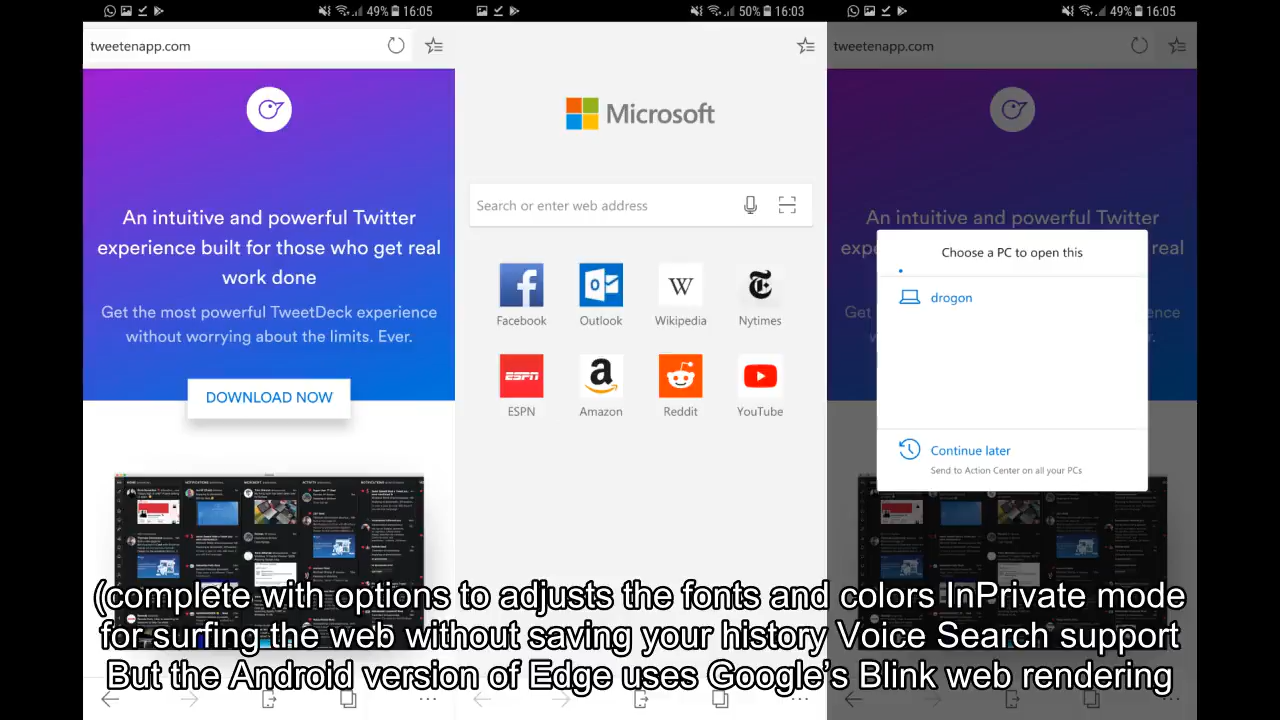 49% 16:05
tweetenapp.com
An intuitive and powerful Twitter
experience built for those who get real
work done
Get the most powerful TweetDeck experience
without worrying about the limits. Ever.
DOWNLOAD NOW
50% 16:03
Microsoft
Search or enter web address
Facebook
Outlook
Wikipedia
Nytimes
ESPN
Amazon
Reddit
YouTube
49% 16:05
tweetenapp.com
An intuitive and powerful Twitter
Choose a PC to open this
drogon
Continue later
Send to Action Center on all your PCs
(complete with options to adjusts the fonts and colors InPrivate mode
for surfing the web without saving your history Voice Search support
But the Android version of Edge uses Google’s Blink web rendering